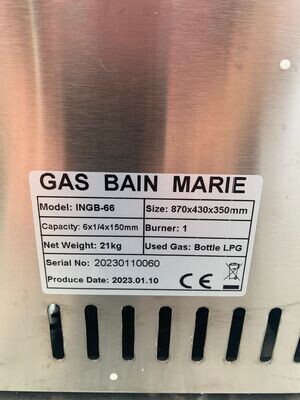 GAS BAIN MARIE
Model: INGB-66 Size: 870x430x350mm
Capacity: 6x1/4x150mm Burner: 1
Net Weight: 21kg Used Gas: Bottle LPG
Serial No: 20230110060
Produce Date: 2023.01.10 CE